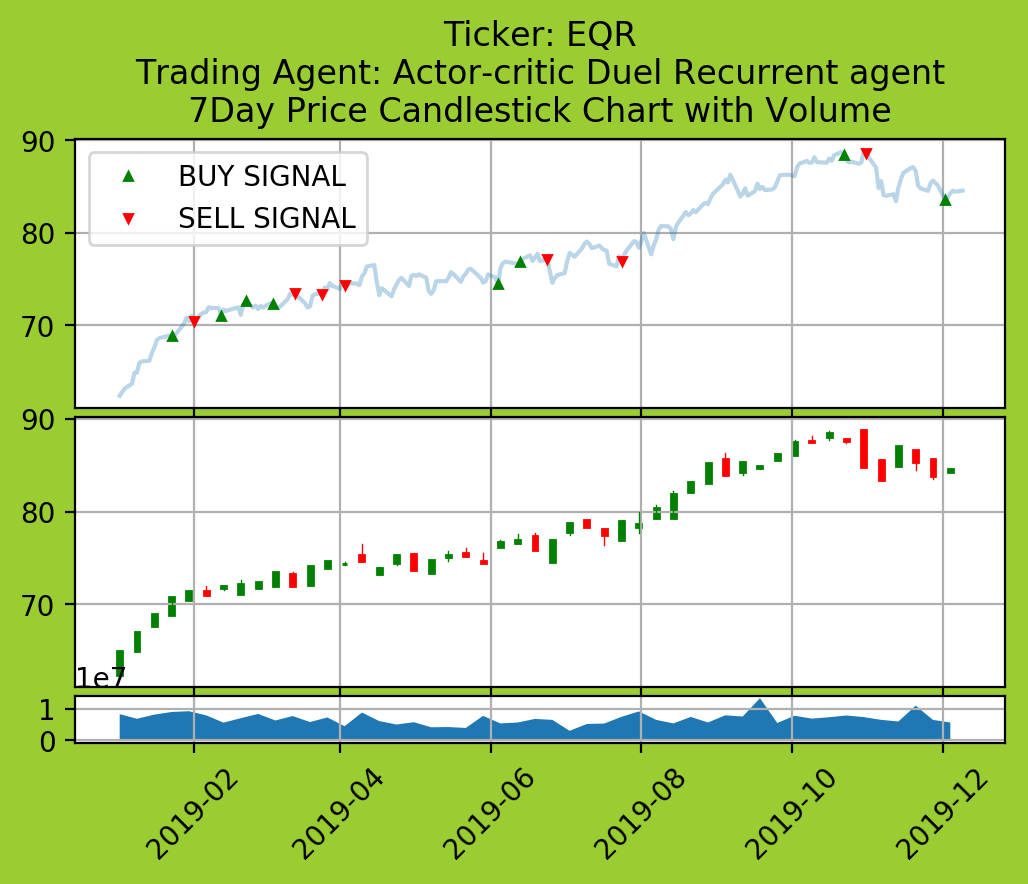 Ticker: EQR
Trading Agent: Actor-critic Duel Recurrent agent
7Day Price Candlestick Chart with Volume
90
80
70
BUY SIGNAL
SELL SIGNAL
90
80
70
1e7
1
0
2019-02
2019-04
2019-06
2019-08
2019-10
2019-12